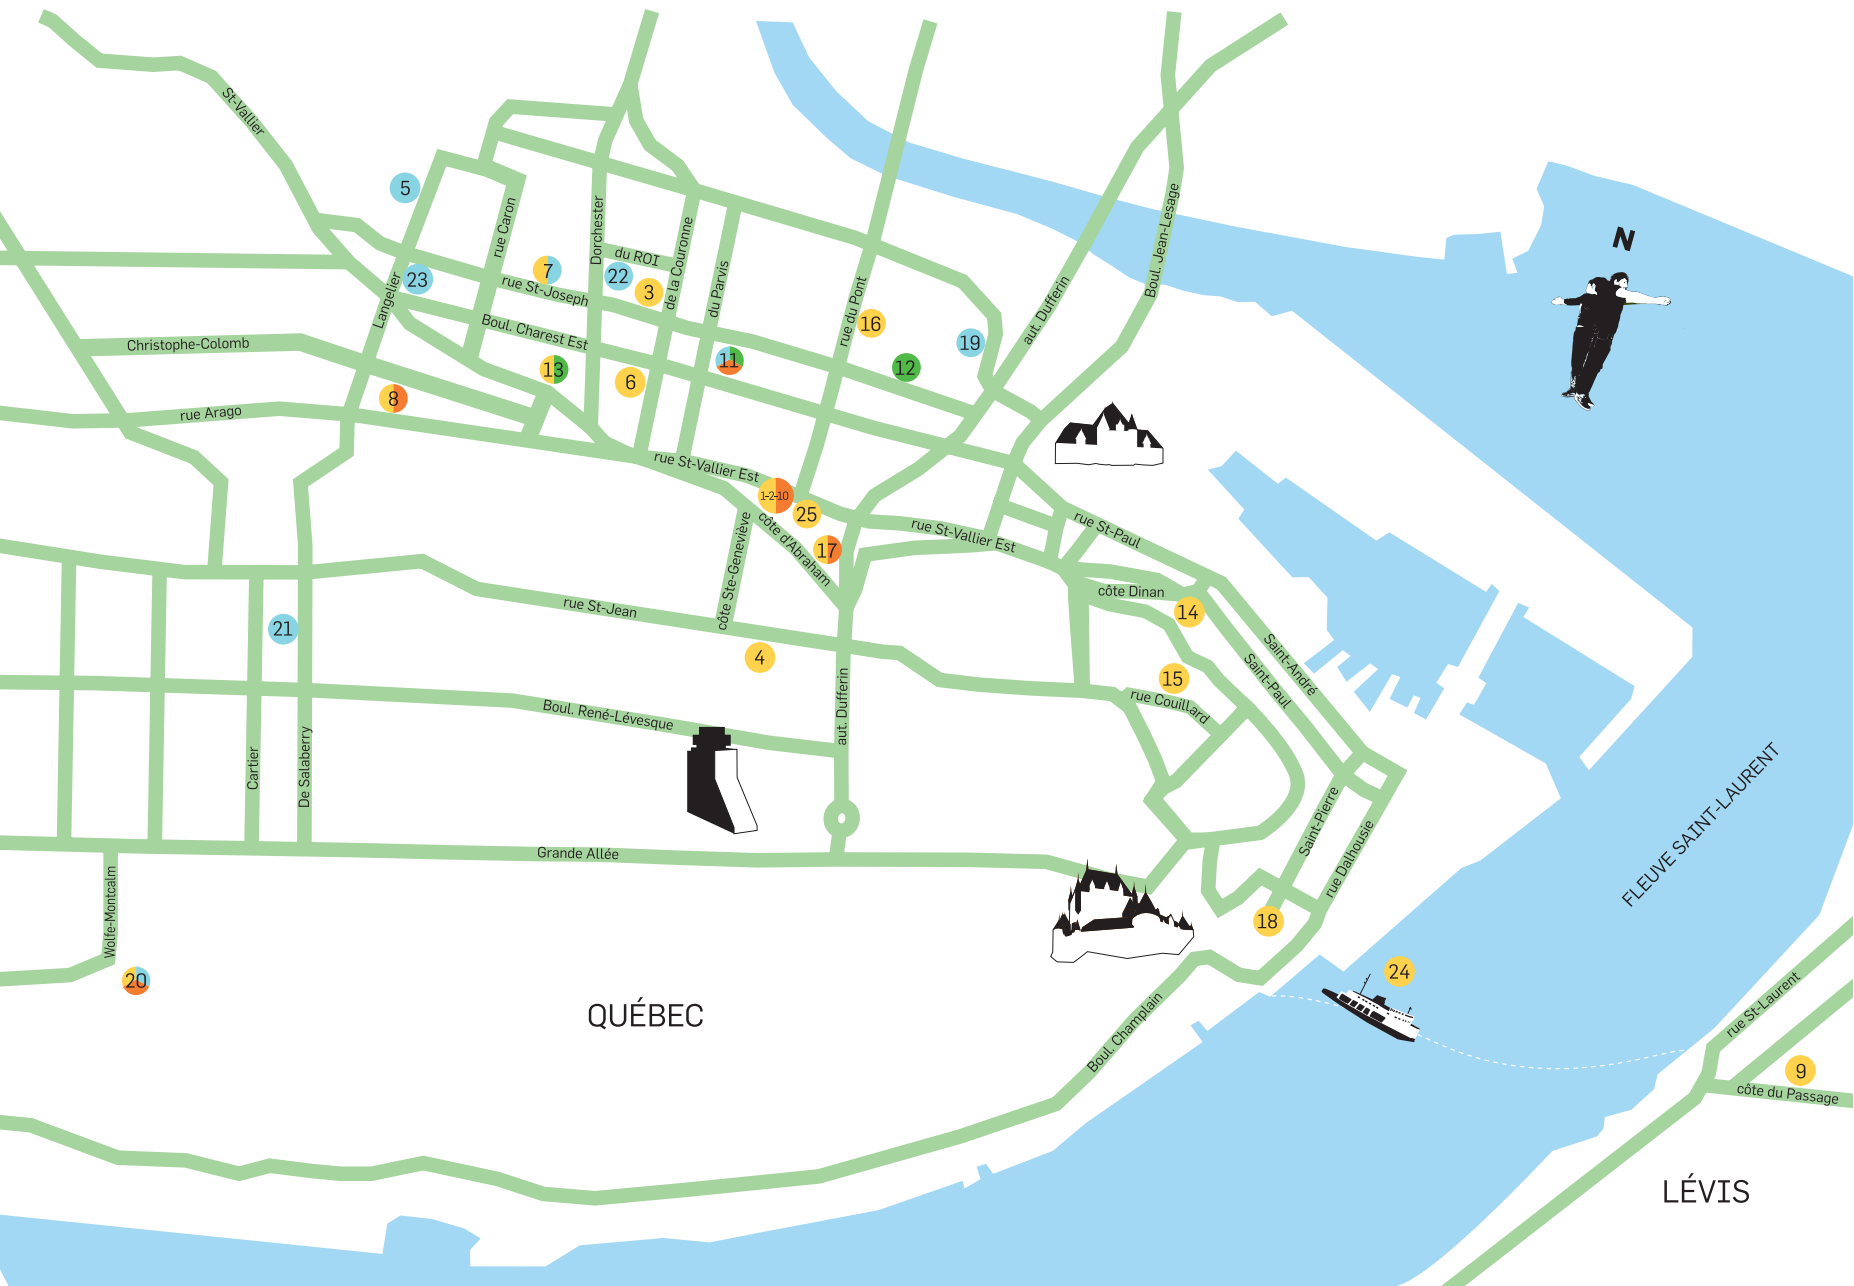 St-Vallier
5
rue Caron
Dorchester
du ROI
de la Couronne
du Parvis
Boul. Jean-Lesage
N
23
7
22
3
Langelier
rue St-Joseph
rue du Pont
16
aut. Dufferin
19
Boul. Charest Est
Christophe-Colomb
11
12
13
6
8
rue Arago
rue St-Vallier Est
1-2-10
25
côte d'Abraham
17
côte Ste-Geneviève
rue St-Vallier Est
rue St-Paul
côte Dinan
14
rue St-Jean
21
4
15
Saint-André
Saint-Paul
rue Couillard
aut. Dufferin
Boul. René-Lévesque
Cartier
De Salaberry
FLEUVE SAINT-LAURENT
Saint-Pierre
rue Dalhousie
Grande Allée
Wolfe-Montcalm
18
20
24
QUÉBEC
Boul. Champlain
rue St-Laurent
9
côte du Passage
LÉVIS